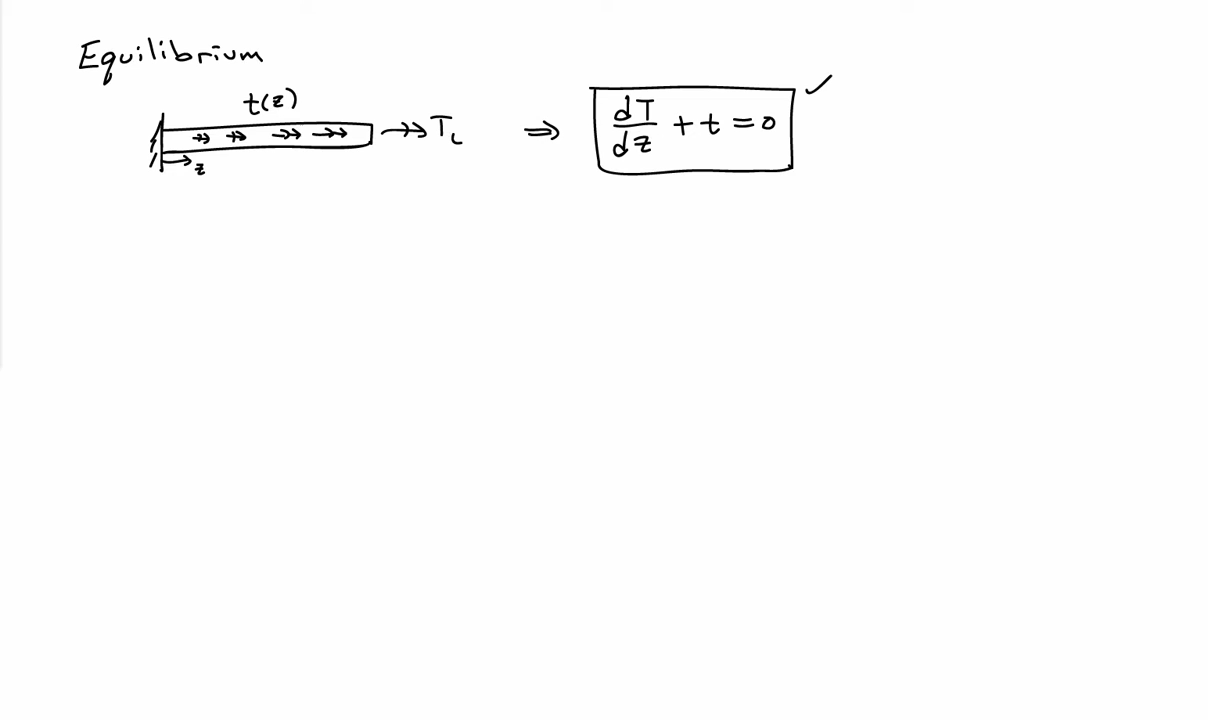 Equilibrium
t(z)
T_L ⇒ dT/dz + t = 0 ✓
z